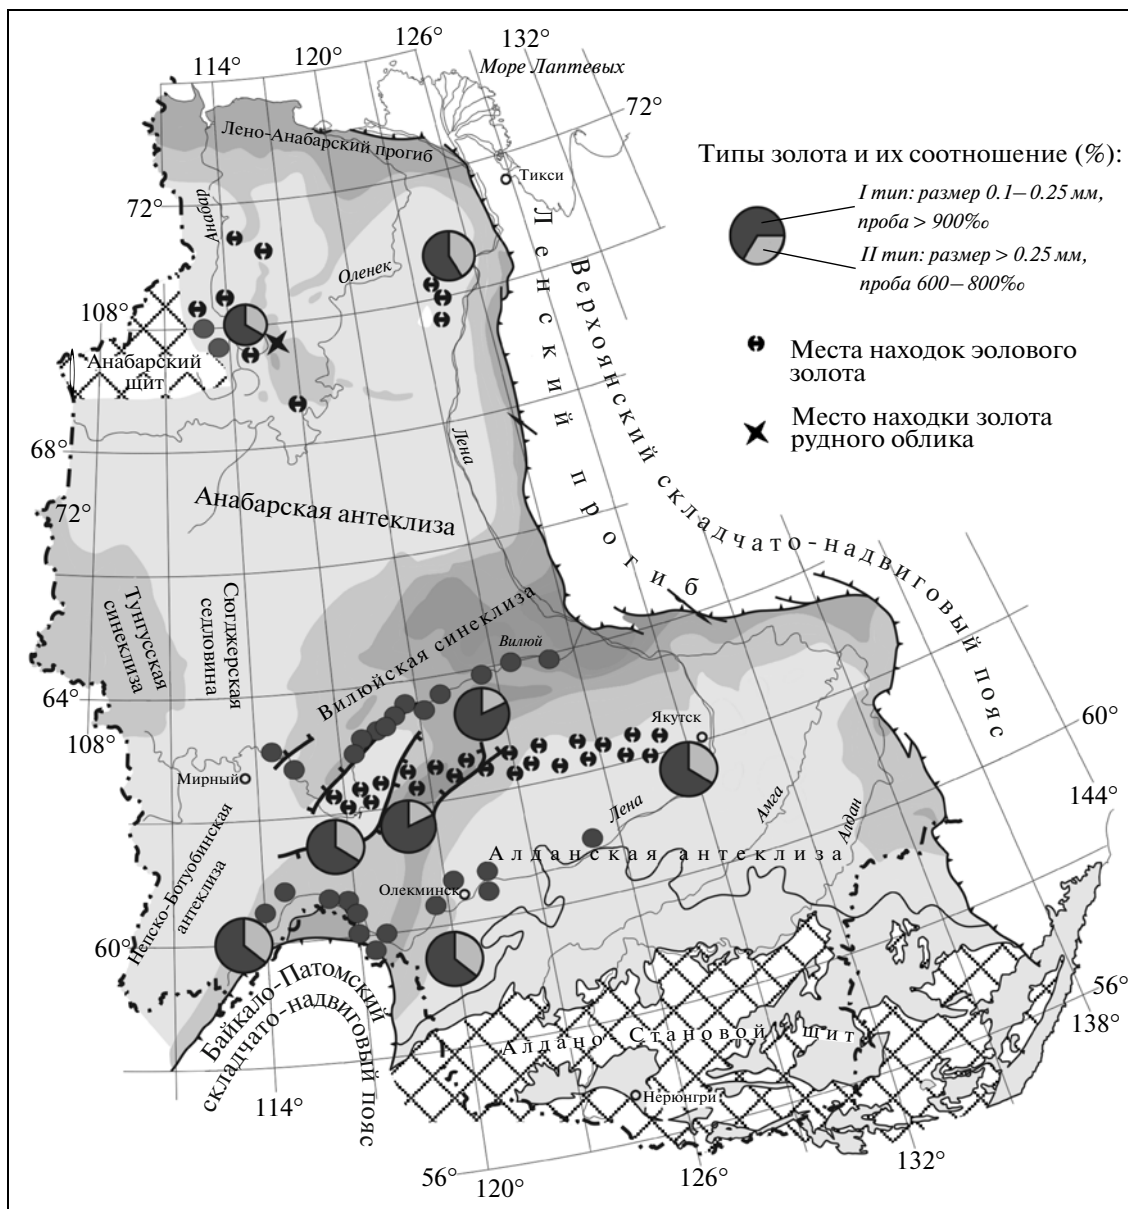 114°
120°
126°
132°
Море Лаптевых
72°
Лено-Анабарский прогиб
Тикси
72°
Анабар
Оленек
108°
Анабарский
щит
Ленский прогиб
Верхоянский складчато-надвиговый пояс
Типы золота и их соотношение (%):
I тип: размер 0.1–0.25 мм,
проба > 900‰
II тип: размер > 0.25 мм,
проба 600–800‰
Места находок эолового
золота
Место находки золота
рудного облика
68°
Лена
72°
Анабарская антеклиза
Тунгусская
синеклиза
Сюгджерская
седловина
Вилюйская синеклиза
Вилюй
64°
108°
Мирный
Якутск
60°
144°
Лена
Амга
Алдан
Алданская антеклиза
Непско-Ботуобинская
антеклиза
Олекминск
60°
Байкало-Патомский
складчато-надвиговый пояс
Алдано-Становой щит
56°
138°
114°
Нерюнгри
56°
120°
126°
132°